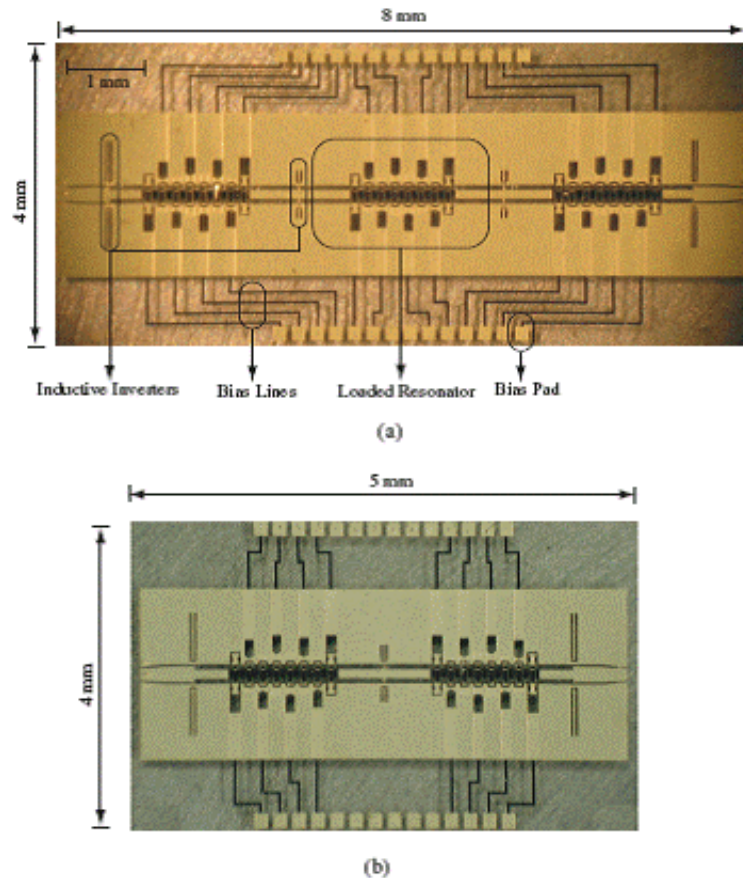 8 mm
1 mm
4 mm
Inductive Inverters
Bias Lines
Loaded Resonator
Bias Pad
(a)
5 mm
4 mm
(b)